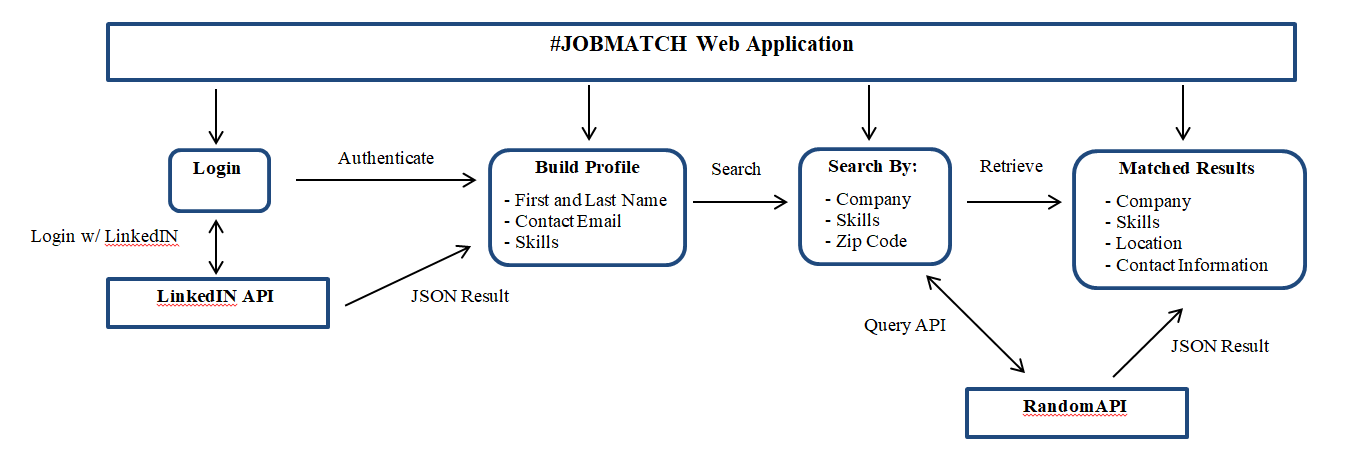 #JOBMATCH Web Application
Login
Authenticate
Build Profile
- First and Last Name
- Contact Email
- Skills
Search
Search By:
- Company
- Skills
- Zip Code
Retrieve
Matched Results
- Company
- Skills
- Location
- Contact Information
Login w/ LinkedIN
LinkedIN API
JSON Result
Query API
JSON Result
RandomAPI